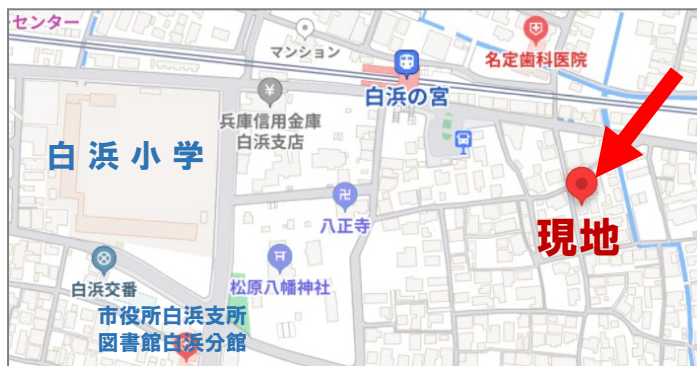 センター
マンション
名定歯科医院
白浜の宮
兵庫信用金庫
白浜支店
白浜小学
八正寺
現地
松原八幡神社
白浜交番
市役所白浜支所
図書館白浜分館